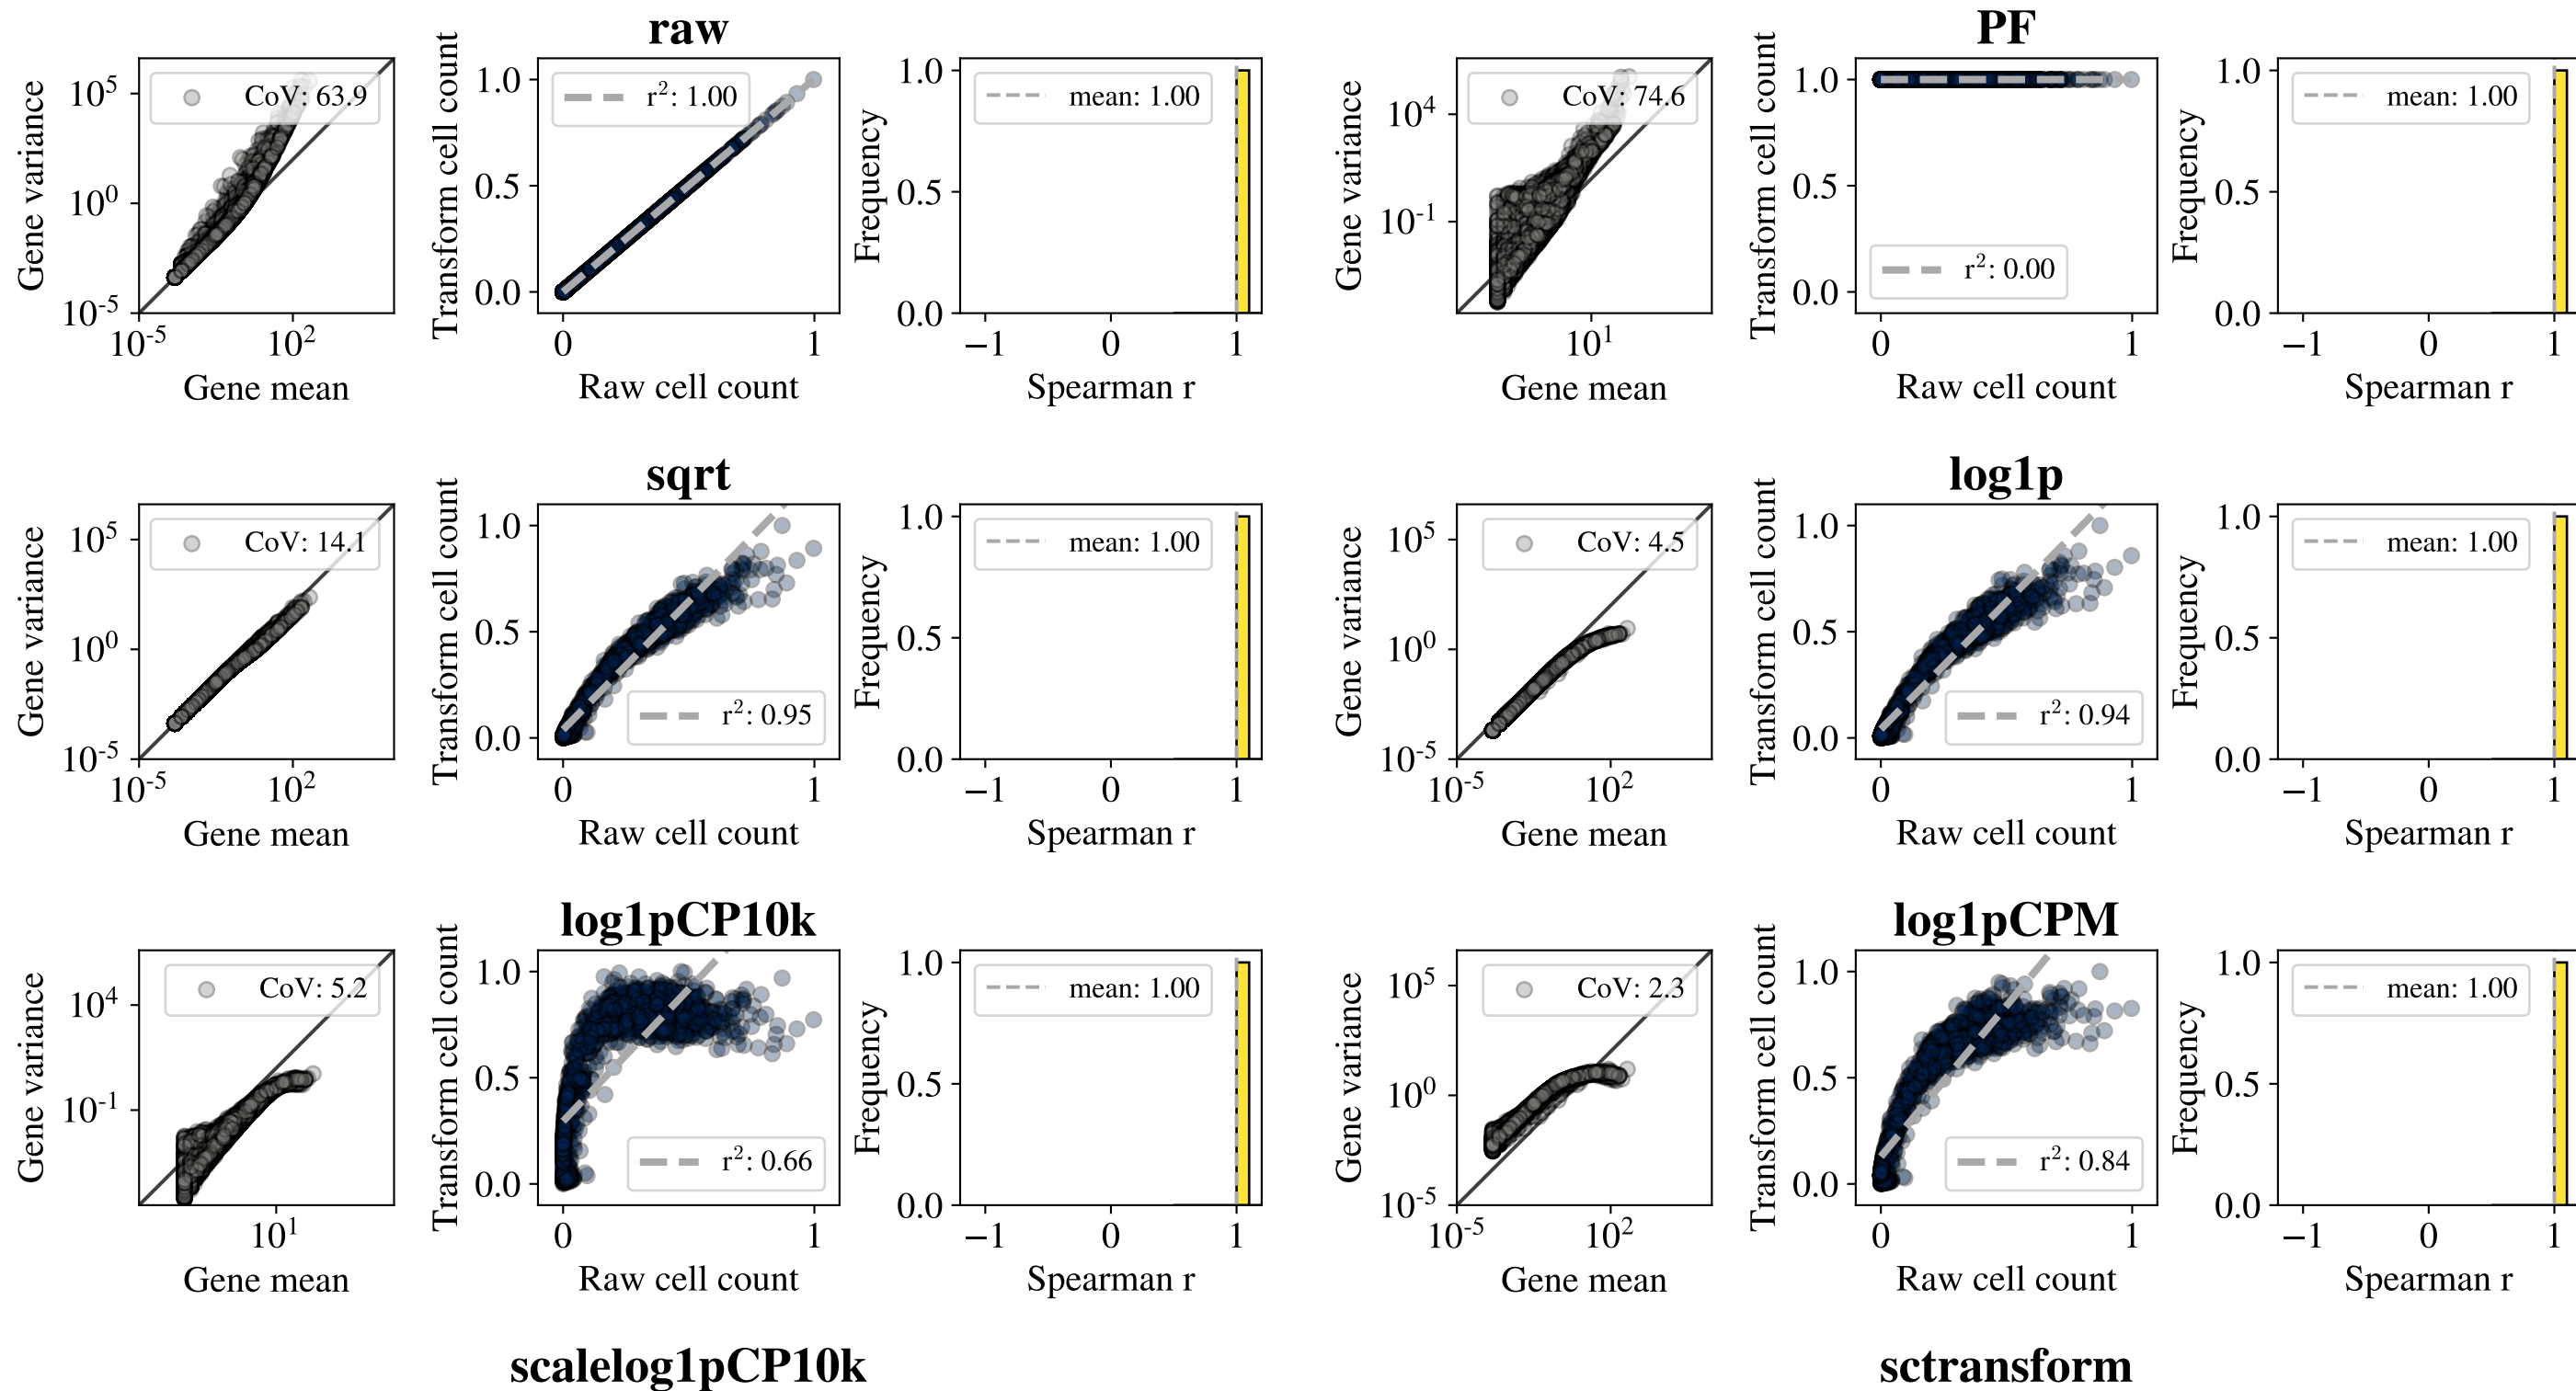 raw
Gene variance
10^5
10^0
10^-5
CoV: 63.9
10^-5
10^2
Gene mean
Transform cell count
1.0
0.5
0.0
r^2: 1.00
0
1
Raw cell count
Frequency
1.0
0.5
0.0
mean: 1.00
−1
0
1
Spearman r
PF
Gene variance
10^4
10^-1
CoV: 74.6
10^1
Gene mean
Transform cell count
1.0
0.5
0.0
r^2: 0.00
0
1
Raw cell count
Frequency
1.0
0.5
0.0
mean: 1.00
−1
0
1
Spearman r
sqrt
Gene variance
10^5
10^0
10^-5
CoV: 14.1
10^-5
10^2
Gene mean
Transform cell count
1.0
0.5
0.0
r^2: 0.95
0
1
Raw cell count
Frequency
1.0
0.5
0.0
mean: 1.00
−1
0
1
Spearman r
log1p
Gene variance
10^5
10^0
10^-5
CoV: 4.5
10^-5
10^2
Gene mean
Transform cell count
1.0
0.5
0.0
r^2: 0.94
0
1
Raw cell count
Frequency
1.0
0.5
0.0
mean: 1.00
−1
0
1
Spearman r
log1pCP10k
Gene variance
10^4
10^-1
CoV: 5.2
10^1
Gene mean
Transform cell count
1.0
0.5
0.0
r^2: 0.66
0
1
Raw cell count
Frequency
1.0
0.5
0.0
mean: 1.00
−1
0
1
Spearman r
log1pCPM
Gene variance
10^5
10^0
10^-5
CoV: 2.3
10^-5
10^2
Gene mean
Transform cell count
1.0
0.5
0.0
r^2: 0.84
0
1
Raw cell count
Frequency
1.0
0.5
0.0
mean: 1.00
−1
0
1
Spearman r
scalelog1pCP10k
sctransform